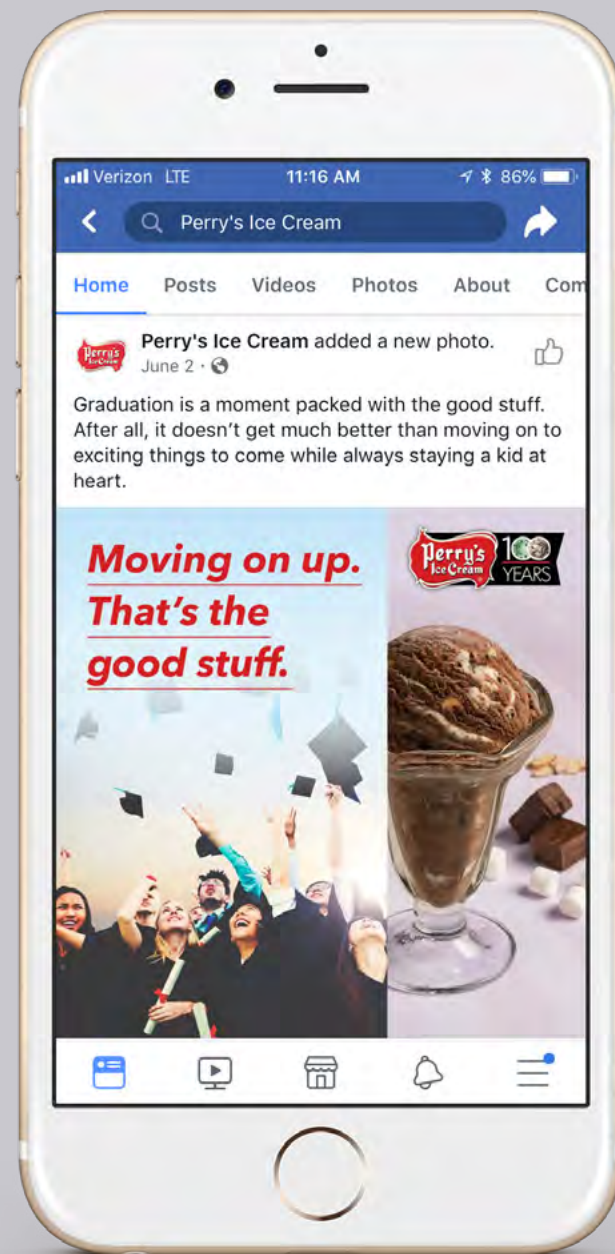 Verizon LTE 11:16 AM 86%
Perry's Ice Cream
Home Posts Videos Photos About Com
Perry's Ice Cream added a new photo.
June 2
Graduation is a moment packed with the good stuff.
After all, it doesn't get much better than moving on to
exciting things to come while always staying a kid at
heart.
Moving on up.
That's the
good stuff.
Perry's
Ice Cream
100
YEARS